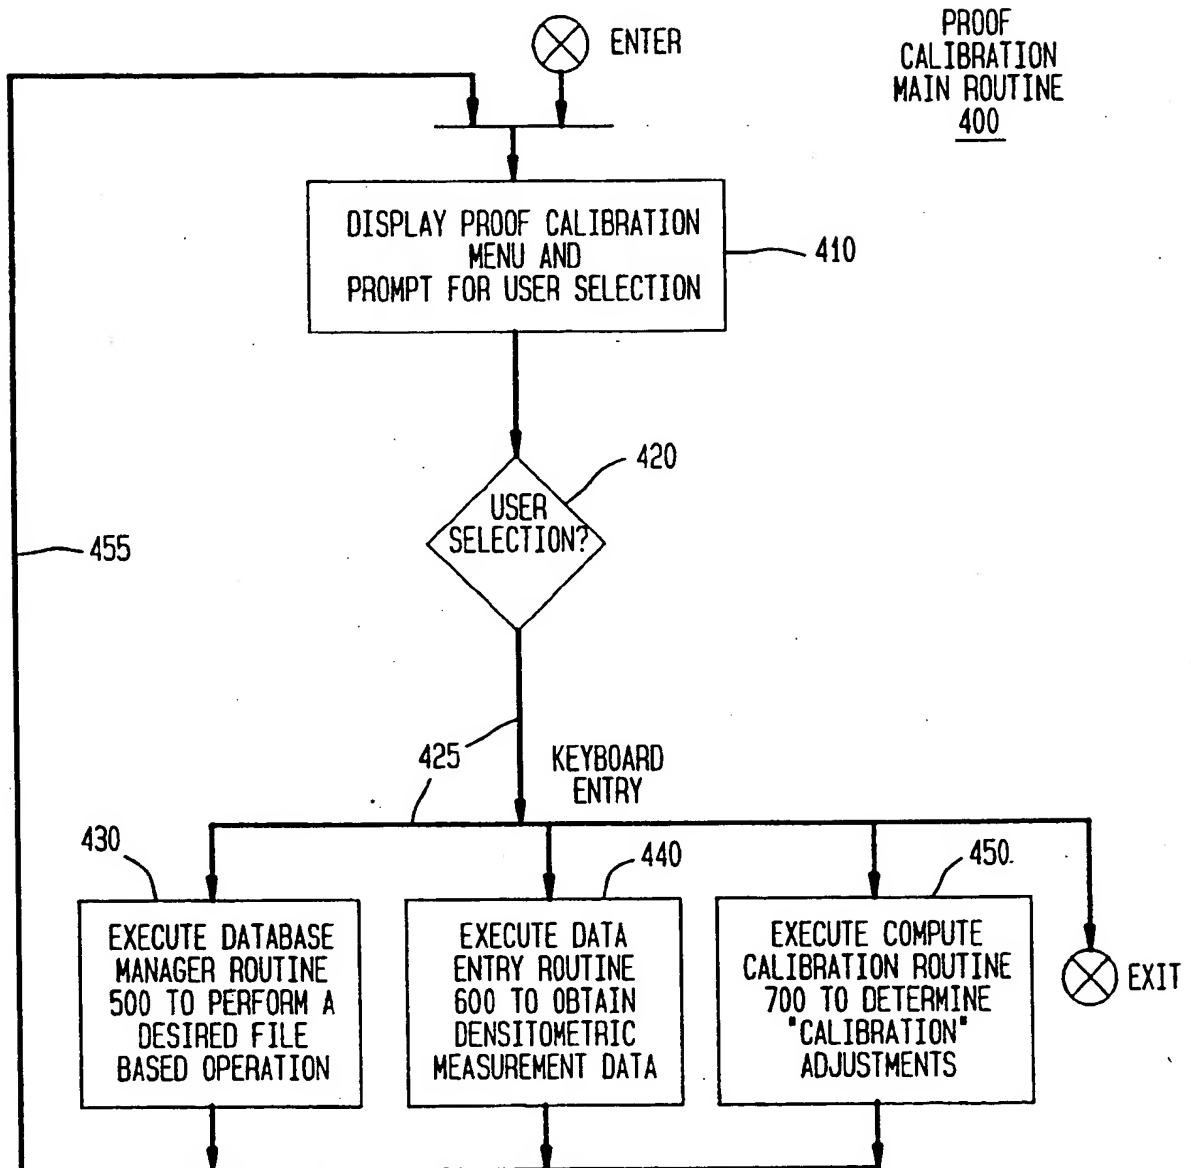 PROOF
CALIBRATION
MAIN ROUTINE
400
ENTER
DISPLAY PROOF CALIBRATION
MENU AND
PROMPT FOR USER SELECTION
410
420
USER
SELECTION?
455
425
KEYBOARD
ENTRY
430
440
450
EXECUTE DATABASE
MANAGER ROUTINE
500 TO PERFORM A
DESIRED FILE
BASED OPERATION
EXECUTE DATA
ENTRY ROUTINE
600 TO OBTAIN
DENSITOMETRIC
MEASUREMENT DATA
EXECUTE COMPUTE
CALIBRATION ROUTINE
700 TO DETERMINE
"CALIBRATION"
ADJUSTMENTS
EXIT